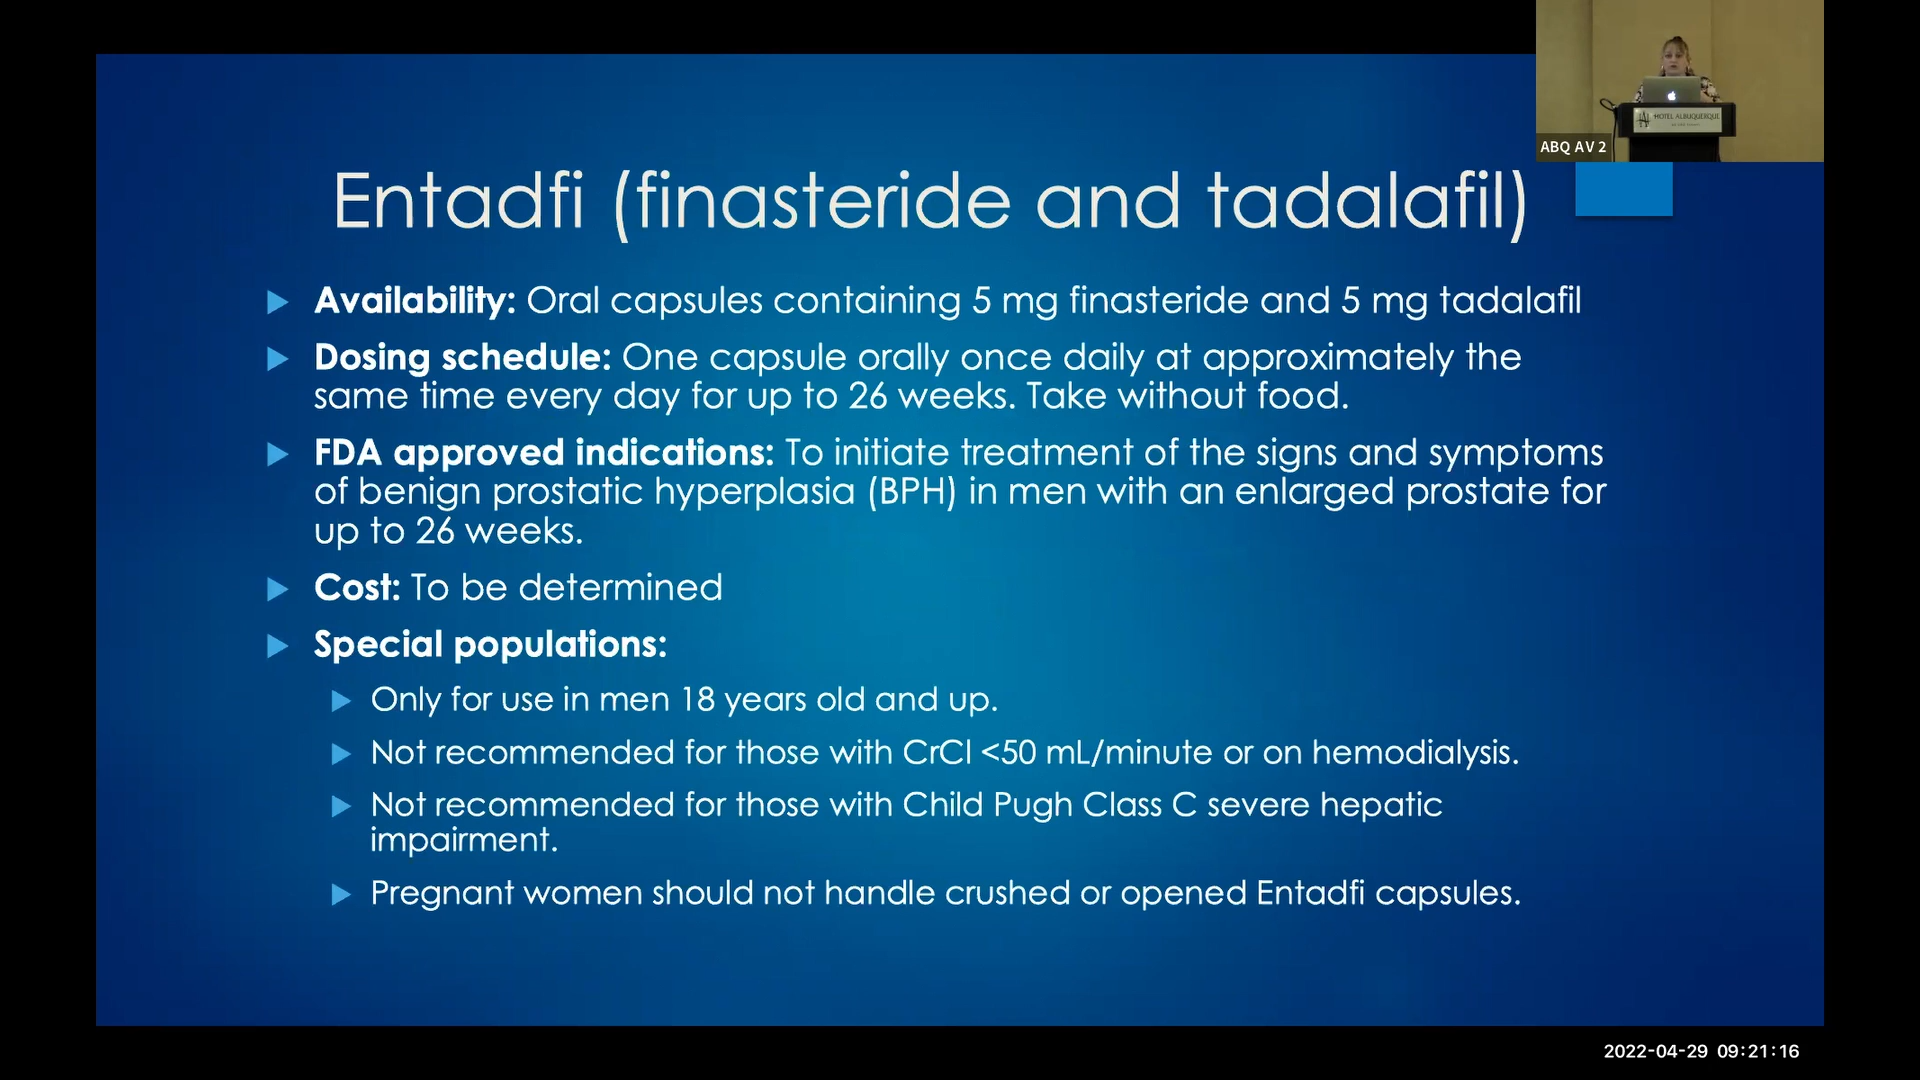 Entadfi (finasteride and tadalafil)
Availability: Oral capsules containing 5 mg finasteride and 5 mg tadalafil
Dosing schedule: One capsule orally once daily at approximately the
same time every day for up to 26 weeks. Take without food.
FDA approved indications: To initiate treatment of the signs and symptoms
of benign prostatic hyperplasia (BPH) in men with an enlarged prostate for
up to 26 weeks.
Cost: To be determined
Special populations:
Only for use in men 18 years old and up.
Not recommended for those with CrCl <50 mL/minute or on hemodialysis.
Not recommended for those with Child Pugh Class C severe hepatic
impairment.
Pregnant women should not handle crushed or opened Entadfi capsules.
HOTEL ALBUQUERQUE
ABQ AV 2
2022-04-29 09:21:16